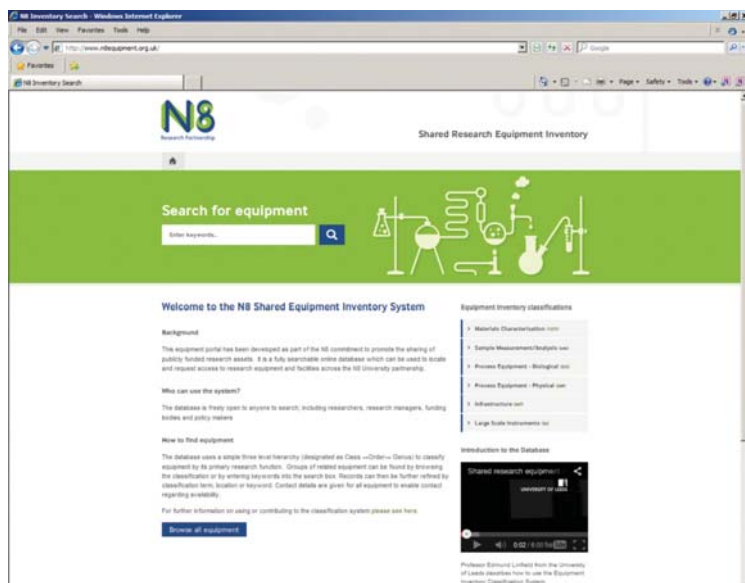 N8 Inventory Search - Windows Internet Explorer
File Edit View Favorites Tools Help
http://www.n8equipment.org.uk/
Google
Favorites
N8 Inventory Search
Page Safety Tools
N8
Research Partnership
Shared Research Equipment Inventory
Search for equipment
Enter keywords..
Welcome to the N8 Shared Equipment Inventory System
Background
This equipment portal has been developed as part of the N8 commitment to promote the sharing of
publicly funded research assets. It is a fully searchable online database which can be used to locate
and request access to research equipment and facilities across the N8 University partnership.
Who can use the system?
The database is freely open to anyone to search; including researchers, research managers, funding
bodies and policy makers
How to find equipment
The database uses a simple three level hierarchy (designated as Class >>Order>> Genus) to classify
equipment by its primary research function. Groups of related equipment can be found by browsing
the classification or by entering keywords into the search box. Records can then be further refined by
classification term, location or keyword. Contact details are given for all equipment to enable contact
regarding availability.
For further information on using or contributing to the classification system please see here.
Browse all equipment
Equipment Inventory classifications
> Materials Characterisation
> Sample Measurement/Analysis
> Process Equipment - Biological
> Process Equipment - Physical
> Infrastructure
> Large Scale Instruments
Introduction to the Database
Shared research equipment
UNIVERSITY OF LEEDS
0:02
Professor Edmund Linfield from the University
of Leeds describes how to use the Equipment
Inventory Classification System